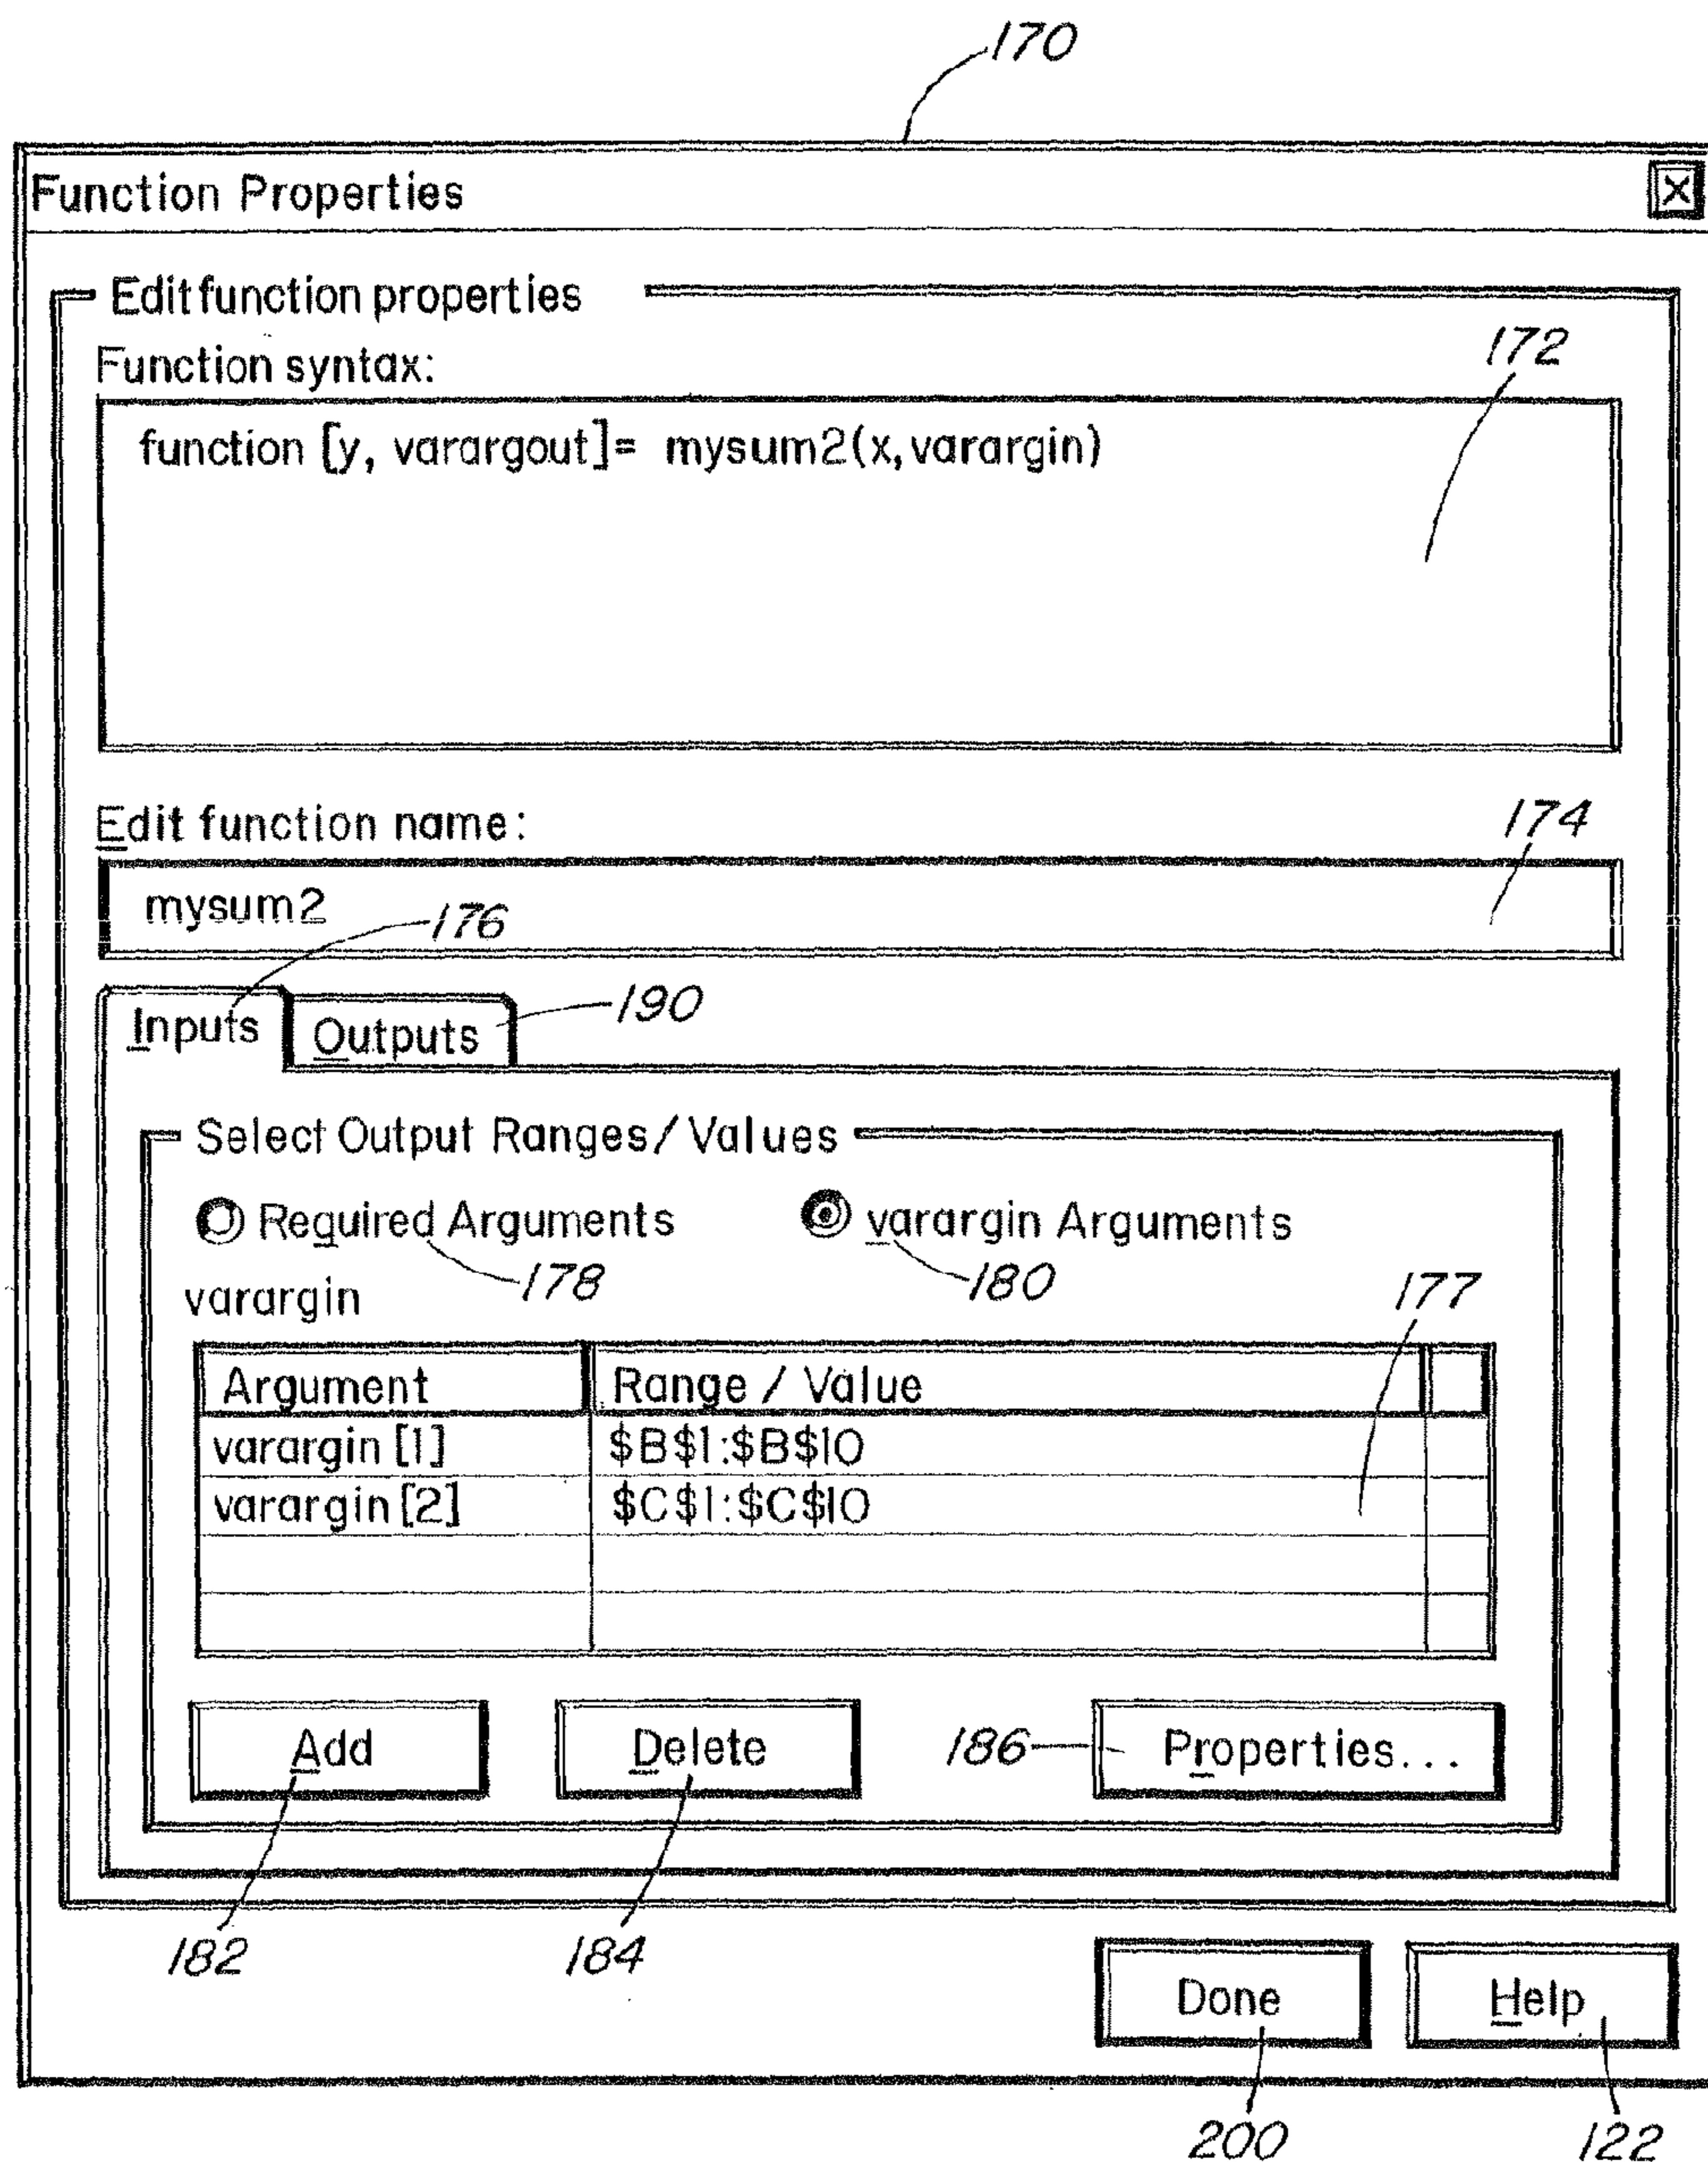 170
Function Properties
X
Edit function properties
Function syntax:
172
function [y, varargout]= mysum2(x,varargin)
Edit function name:
174
mysum2
176
Inputs
Outputs
190
Select Output Ranges/Values
Required Arguments
varargin Arguments
178
180
177
varargin
Argument Range / Value
varargin [1] $B$1:$B$10
varargin [2] $C$1:$C$10
Add
Delete
186
Properties...
182
184
Done
Help
200
122